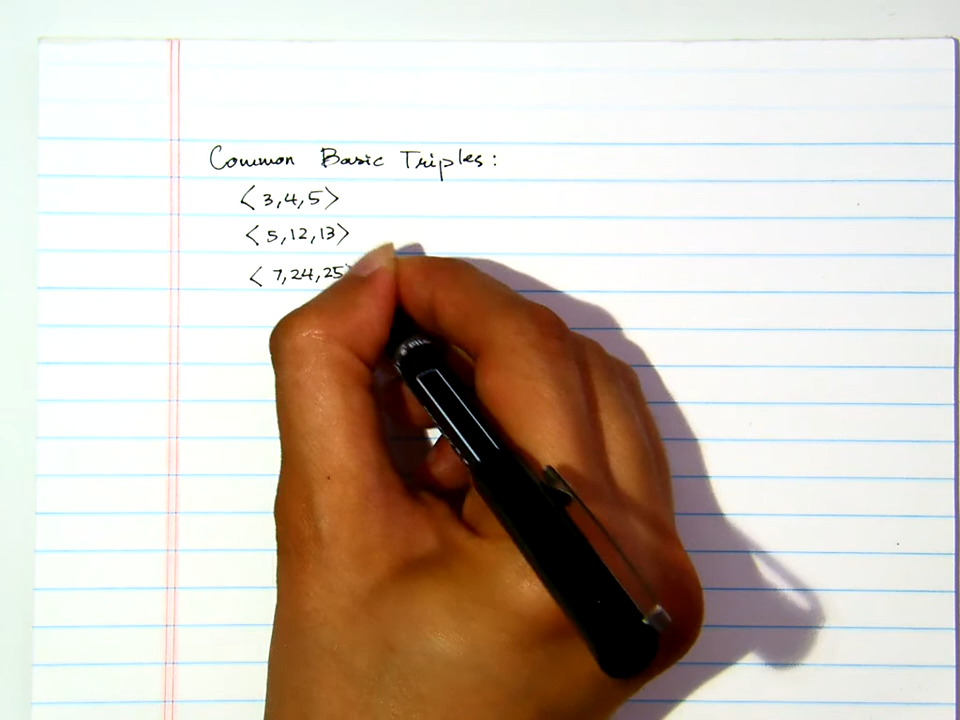 Common Basic Triples:
<3,4,5>
<5,12,13>
<7,24,25>